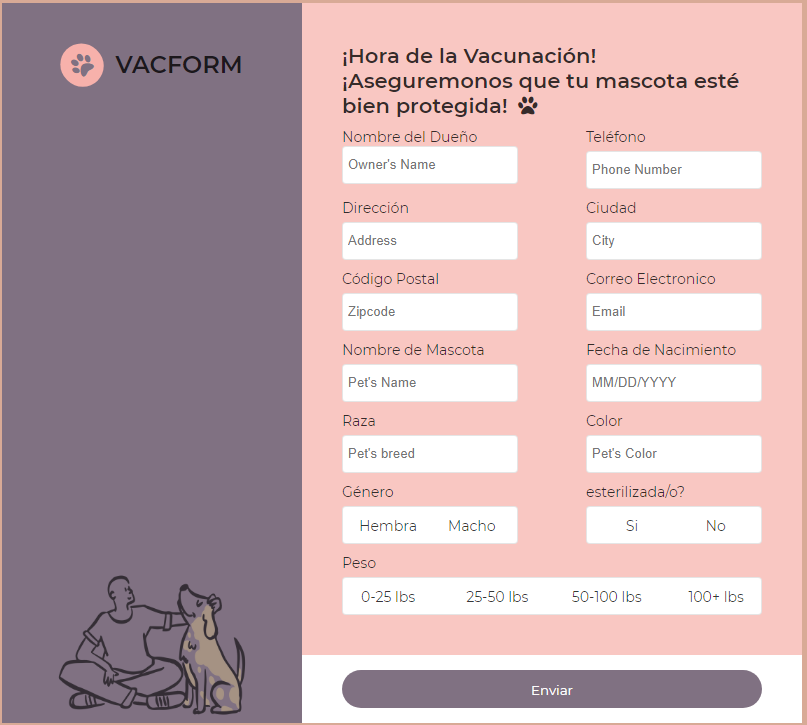 VACFORM
¡Hora de la Vacunación!
¡Aseguremonos que tu mascota esté
bien protegida!
Nombre del Dueño
Teléfono
Owner's Name
Phone Number
Dirección
Ciudad
Address
City
Código Postal
Correo Electronico
Zipcode
Email
Nombre de Mascota
Fecha de Nacimiento
Pet's Name
MM/DD/YYYY
Raza
Color
Pet's breed
Pet's Color
Género
esterilizada/o?
Hembra Macho
Si No
Peso
0-25 lbs 25-50 lbs 50-100 lbs 100+ lbs
Enviar